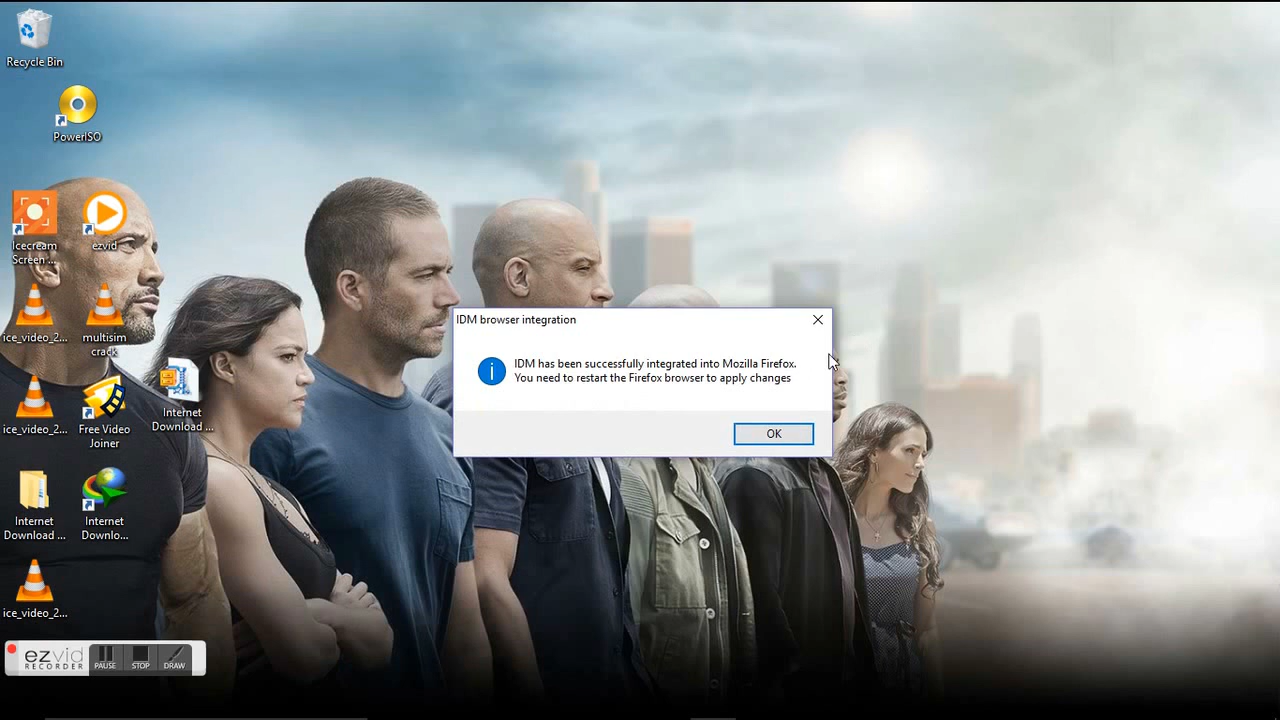 Recycle Bin
PowerISO
Icecream
Screen ...
ezvid
ice_video_2...
multisim
crack
ice_video_2...
Free Video
Joiner
Internet
Download ...
Internet
Download ...
Internet
Downlo...
ice_video_2...
IDM browser integration
IDM has been successfully integrated into Mozilla Firefox.
You need to restart the Firefox browser to apply changes
OK
ezvid
RECORDER
PAUSE
STOP
DRAW